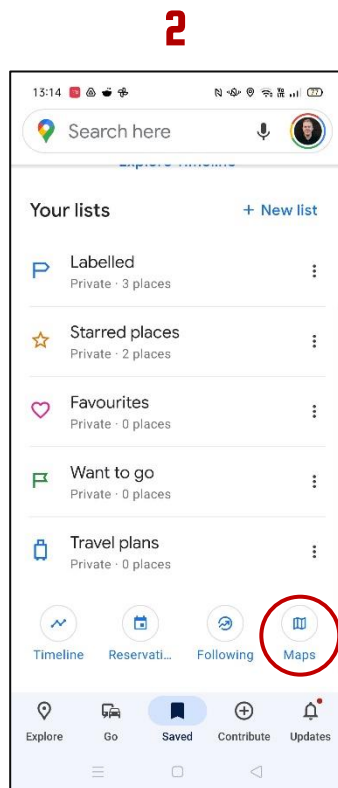 2
13:14
Search here
Your lists
+ New list
Labelled
Private · 3 places
Starred places
Private · 2 places
Favourites
Private · 0 places
Want to go
Private · 0 places
Travel plans
Private · 0 places
Timeline Reservati... Following Maps
Explore Go Saved Contribute Updates